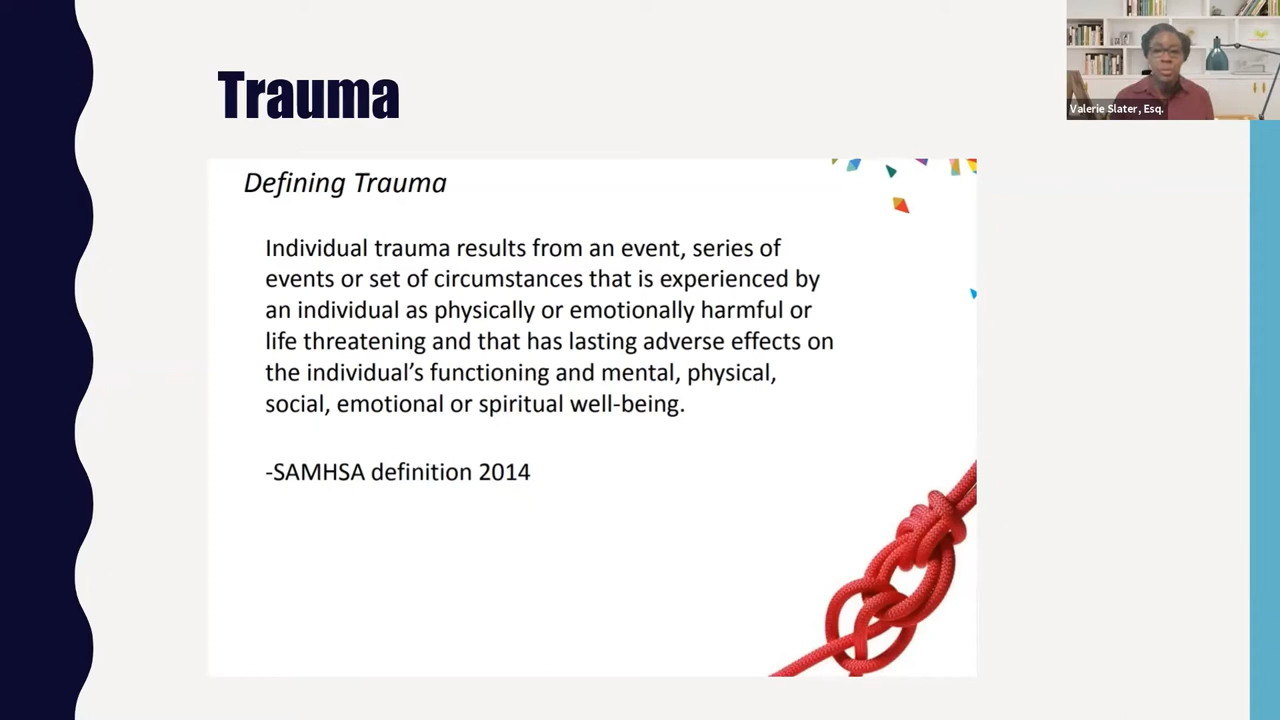 Trauma
Valerie Slater, Esq.
Defining Trauma
Individual trauma results from an event, series of
events or set of circumstances that is experienced by
an individual as physically or emotionally harmful or
life threatening and that has lasting adverse effects on
the individual’s functioning and mental, physical,
social, emotional or spiritual well-being.
-SAMHSA definition 2014